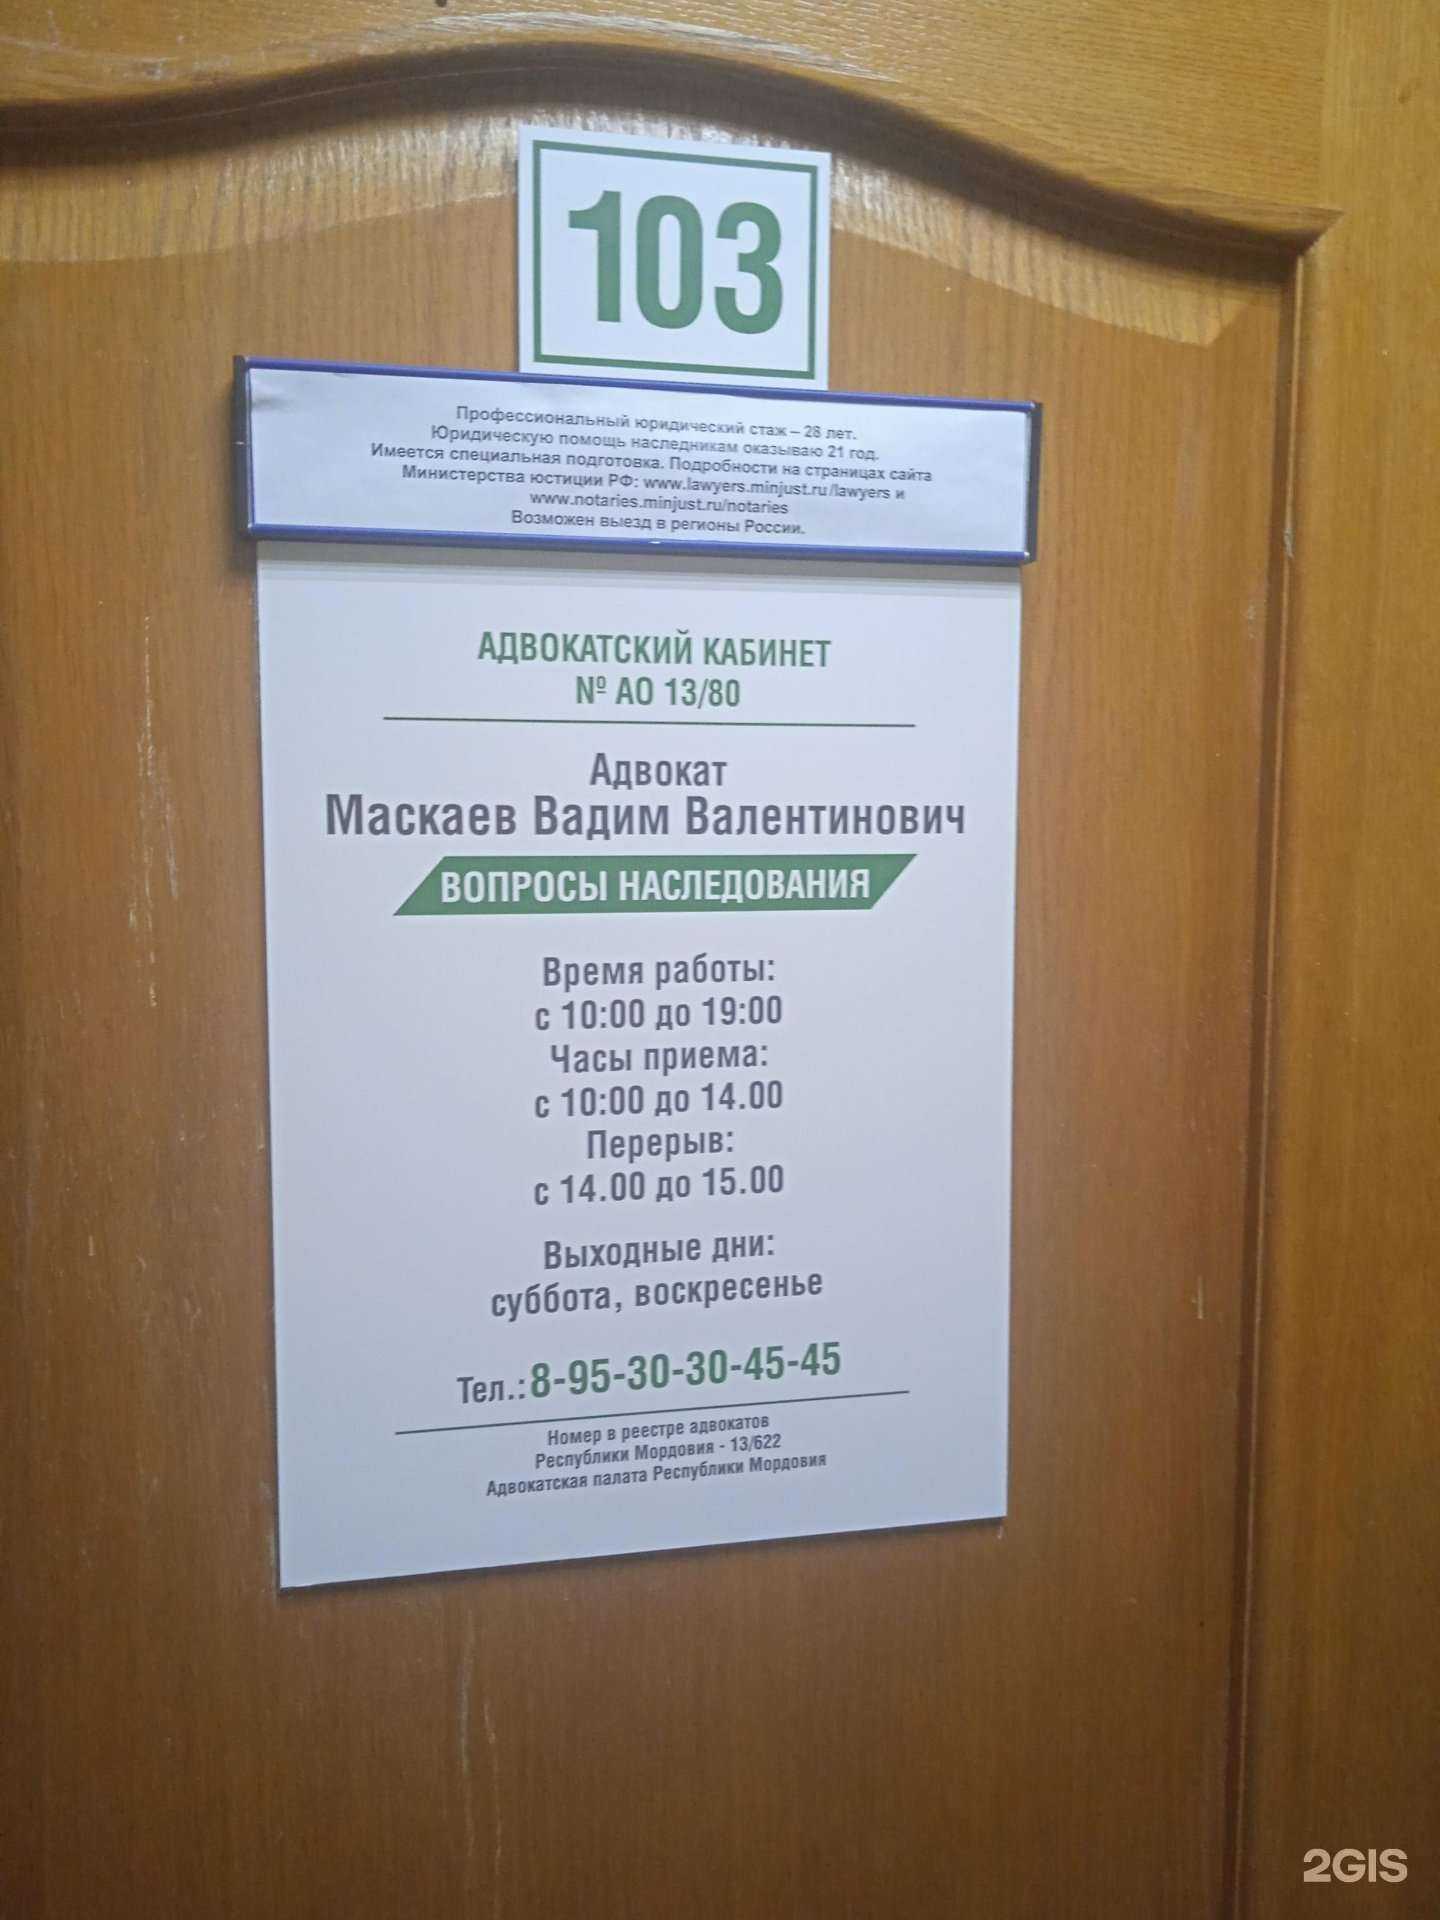 103
Профессиональный юридический стаж – 28 лет.
Юридическую помощь наследникам оказываю 21 год.
Имеется специальная подготовка. Подробности на страницах сайта
Министерства юстиции РФ: www.lawyers.minjust.ru/lawyers и
www.notaries.minjust.ru/notaries
Возможен выезд в регионы России.
АДВОКАТСКИЙ КАБИНЕТ
№ АО 13/80
Адвокат
Маскаев Вадим Валентинович
ВОПРОСЫ НАСЛЕДОВАНИЯ
Время работы:
с 10:00 до 19:00
Часы приема:
с 10:00 до 14.00
Перерыв:
с 14.00 до 15.00
Выходные дни:
суббота, воскресенье
Тел.: 8-95-30-30-45-45
Номер в реестре адвокатов
Республики Мордовия - 13/622
Адвокатская палата Республики Мордовия
2GIS